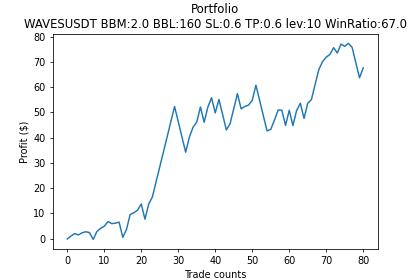 Portfolio
WAVESUSDT BBM:2.0 BBL:160 SL:0.6 TP:0.6 lev:10 WinRatio:67.0
80
70
60
50
40
30
20
10
0
Profit ($)
0 10 20 30 40 50 60 70 80
Trade counts